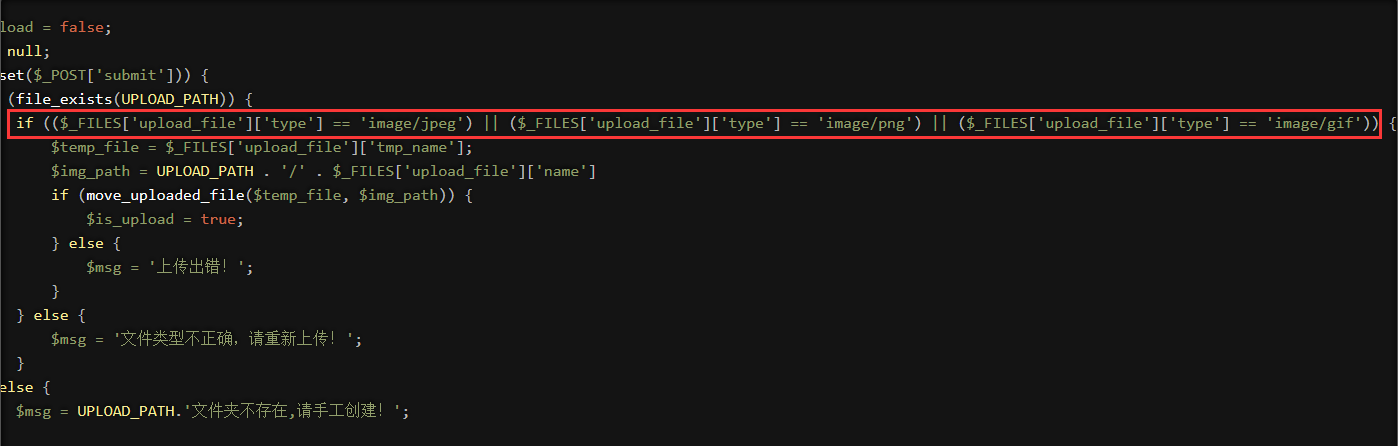 load = false;
null;
set($_POST['submit'])) {
(file_exists(UPLOAD_PATH)) {
if (($_FILES['upload_file']['type'] == 'image/jpeg') || ($_FILES['upload_file']['type'] == 'image/png') || ($_FILES['upload_file']['type'] == 'image/gif')) {
$temp_file = $_FILES['upload_file']['tmp_name'];
$img_path = UPLOAD_PATH . '/' . $_FILES['upload_file']['name']
if (move_uploaded_file($temp_file, $img_path)) {
$is_upload = true;
} else {
$msg = '上传出错！';
}
} else {
$msg = '文件类型不正确，请重新上传！';
}
else {
$msg = UPLOAD_PATH.'文件夹不存在,请手工创建！';